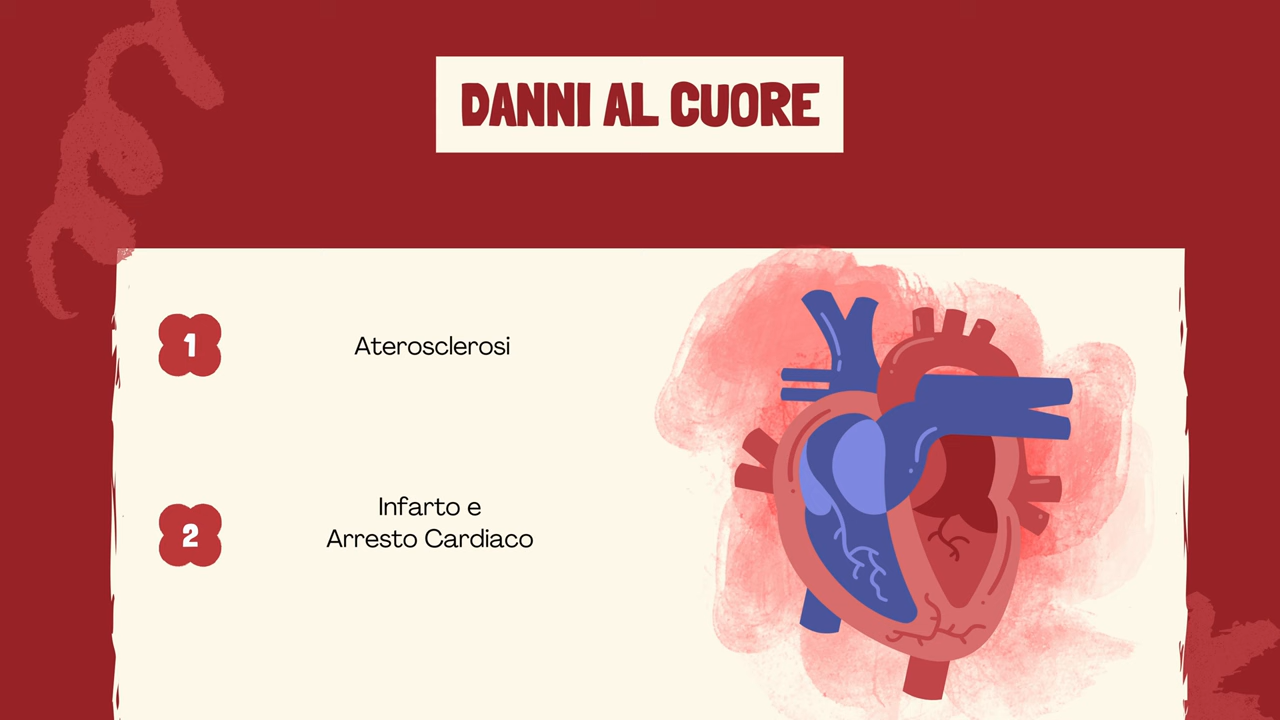 DANNI AL CUORE
1
Aterosclerosi
2
Infarto e
Arresto Cardiaco